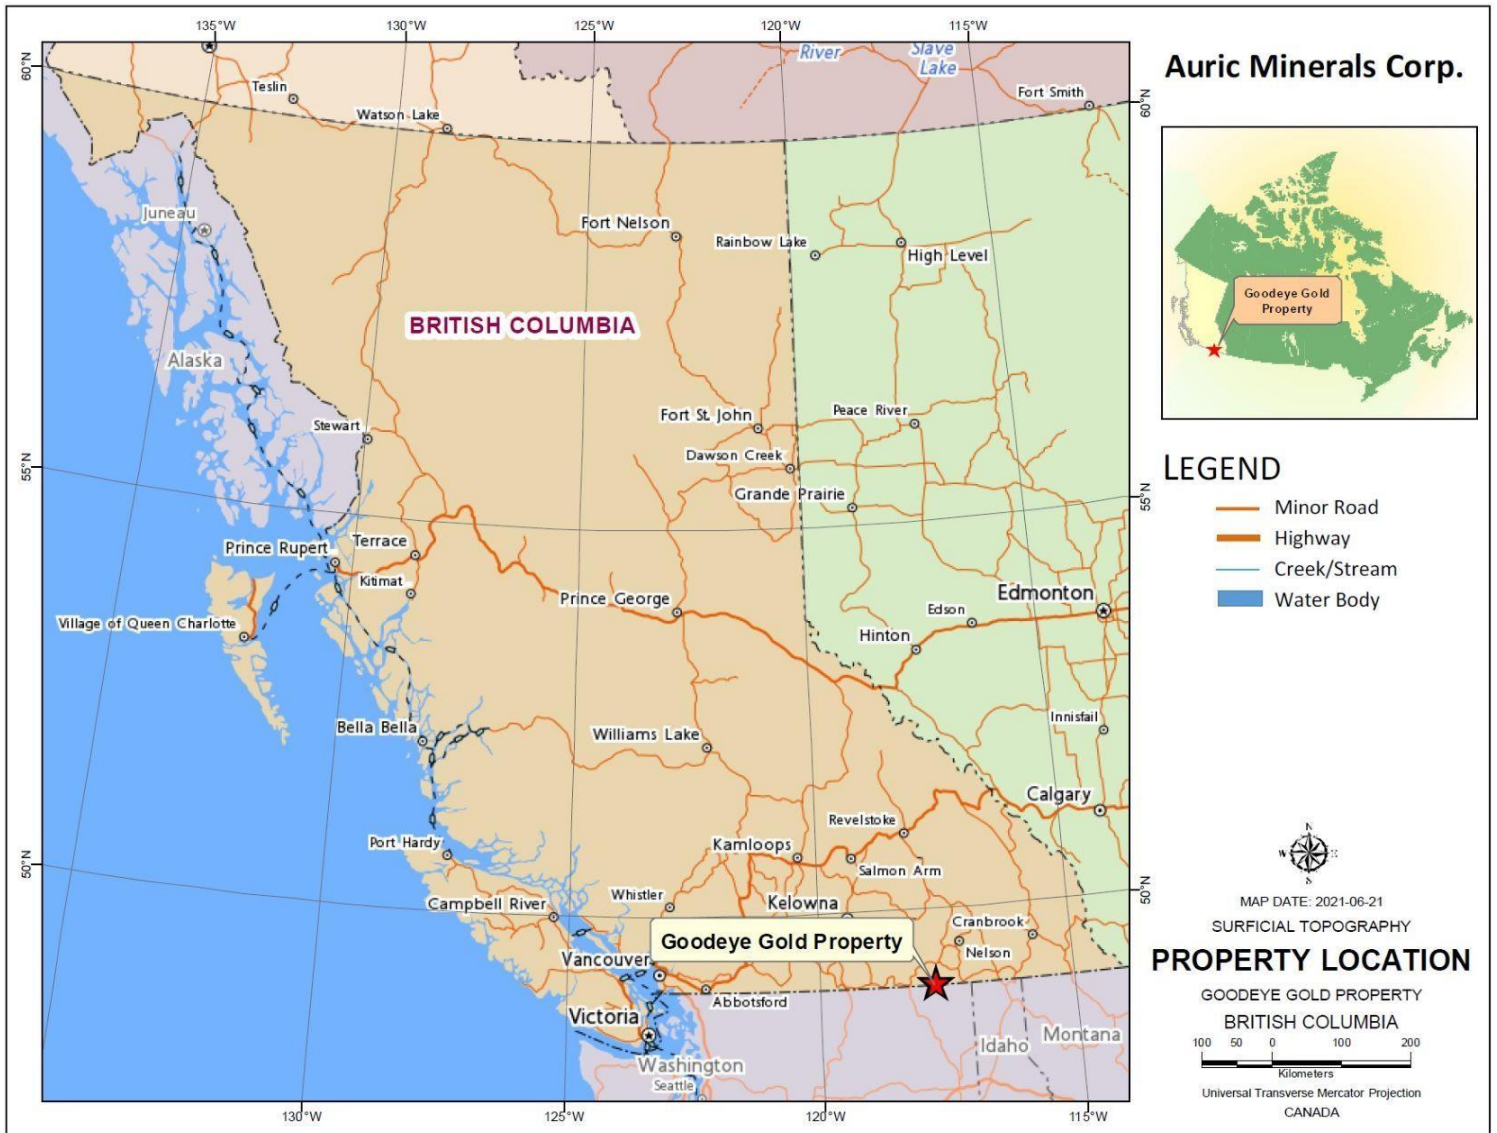 135°W
130°W
125°W
120°W
115°W
60°N
55°N
50°N
60°N
55°N
50°N
130°W
125°W
120°W
115°W
River
Slave
Lake
Teslin
Watson Lake
Fort Smith
Juneau
Fort Nelson
Rainbow Lake
High Level
BRITISH COLUMBIA
Alaska
Stewart
Fort St. John
Peace River
Dawson Creek
Grande Prairie
Prince Rupert
Terrace
Kitimat
Village of Queen Charlotte
Prince George
Edson
Edmonton
Hinton
Bella Bella
Williams Lake
Innisfail
Calgary
Revelstoke
Port Hardy
Kamloops
Salmon Arm
Whistler
Kelowna
Campbell River
Cranbrook
Goodeye Gold Property
Nelson
Vancouver
Abbotsford
Victoria
Washington
Seattle
Idaho
Montana
Auric Minerals Corp.
Goodeye Gold
Property
LEGEND
Minor Road
Highway
Creek/Stream
Water Body
N
W
E
S
MAP DATE: 2021-06-21
SURFICIAL TOPOGRAPHY
PROPERTY LOCATION
GOODEYE GOLD PROPERTY
BRITISH COLUMBIA
100 50 0 100 200
Kilometers
Universal Transverse Mercator Projection
CANADA